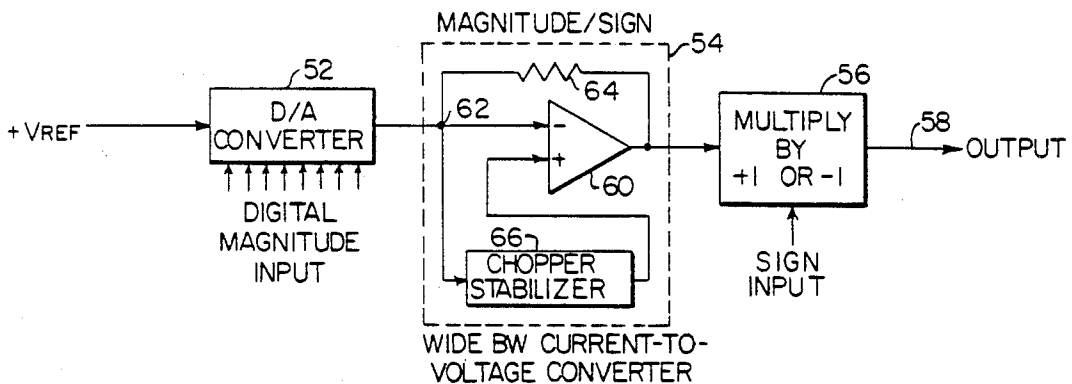 MAGNITUDE/SIGN
54
52
D/A
CONVERTER
+VREF
62
64
-
+
60
66
CHOPPER
STABILIZER
56
MULTIPLY
BY
+1 OR -1
58
OUTPUT
DIGITAL
MAGNITUDE
INPUT
SIGN
INPUT
WIDE BW CURRENT-TO-
VOLTAGE CONVERTER